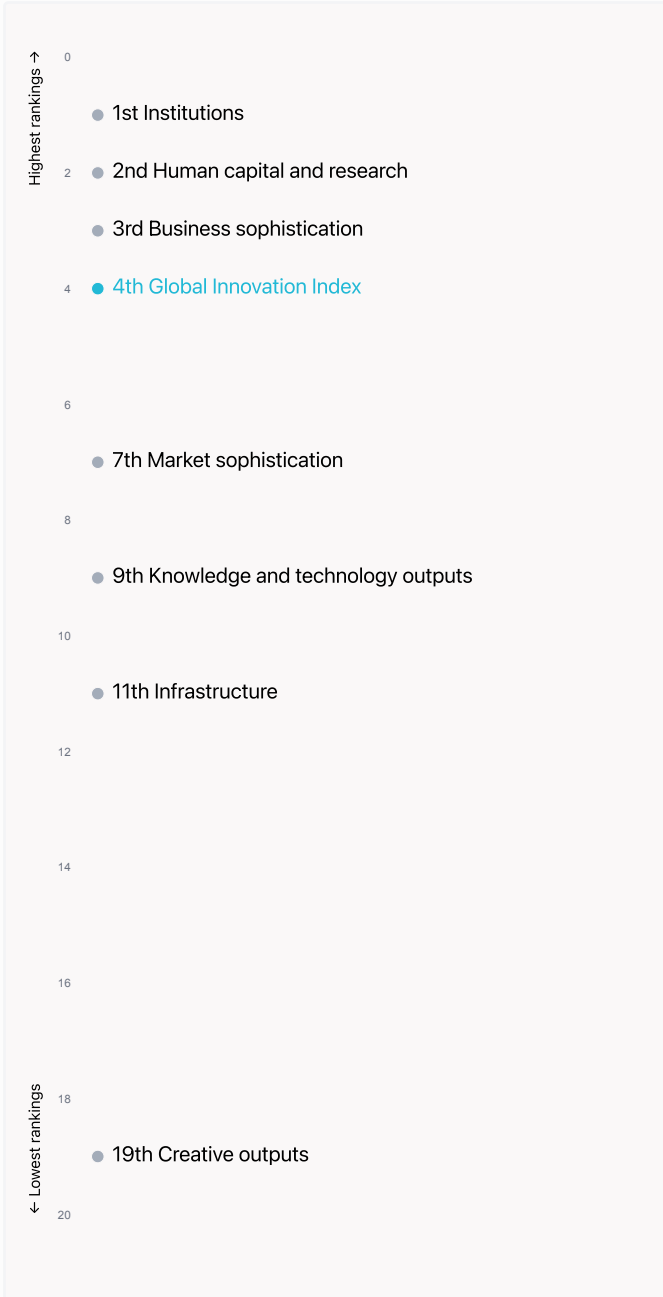 Highest rankings →
0
1st Institutions
2
2nd Human capital and research
3rd Business sophistication
4
4th Global Innovation Index
6
7th Market sophistication
8
9th Knowledge and technology outputs
10
11th Infrastructure
12
14
16
18
19th Creative outputs
← Lowest rankings
20